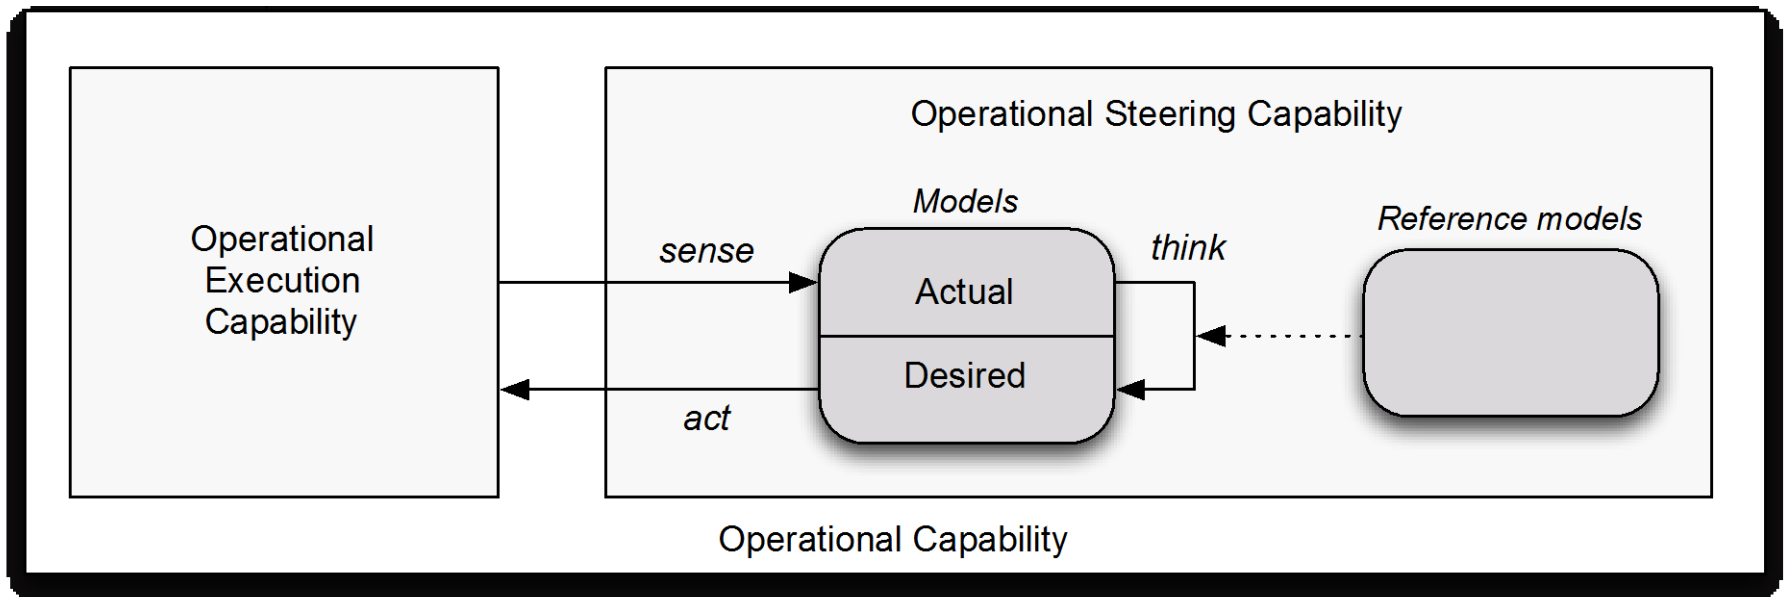 Operational Steering Capability
Models
Reference models
Operational
Execution
Capability
sense
think
Actual
Desired
act
Operational Capability